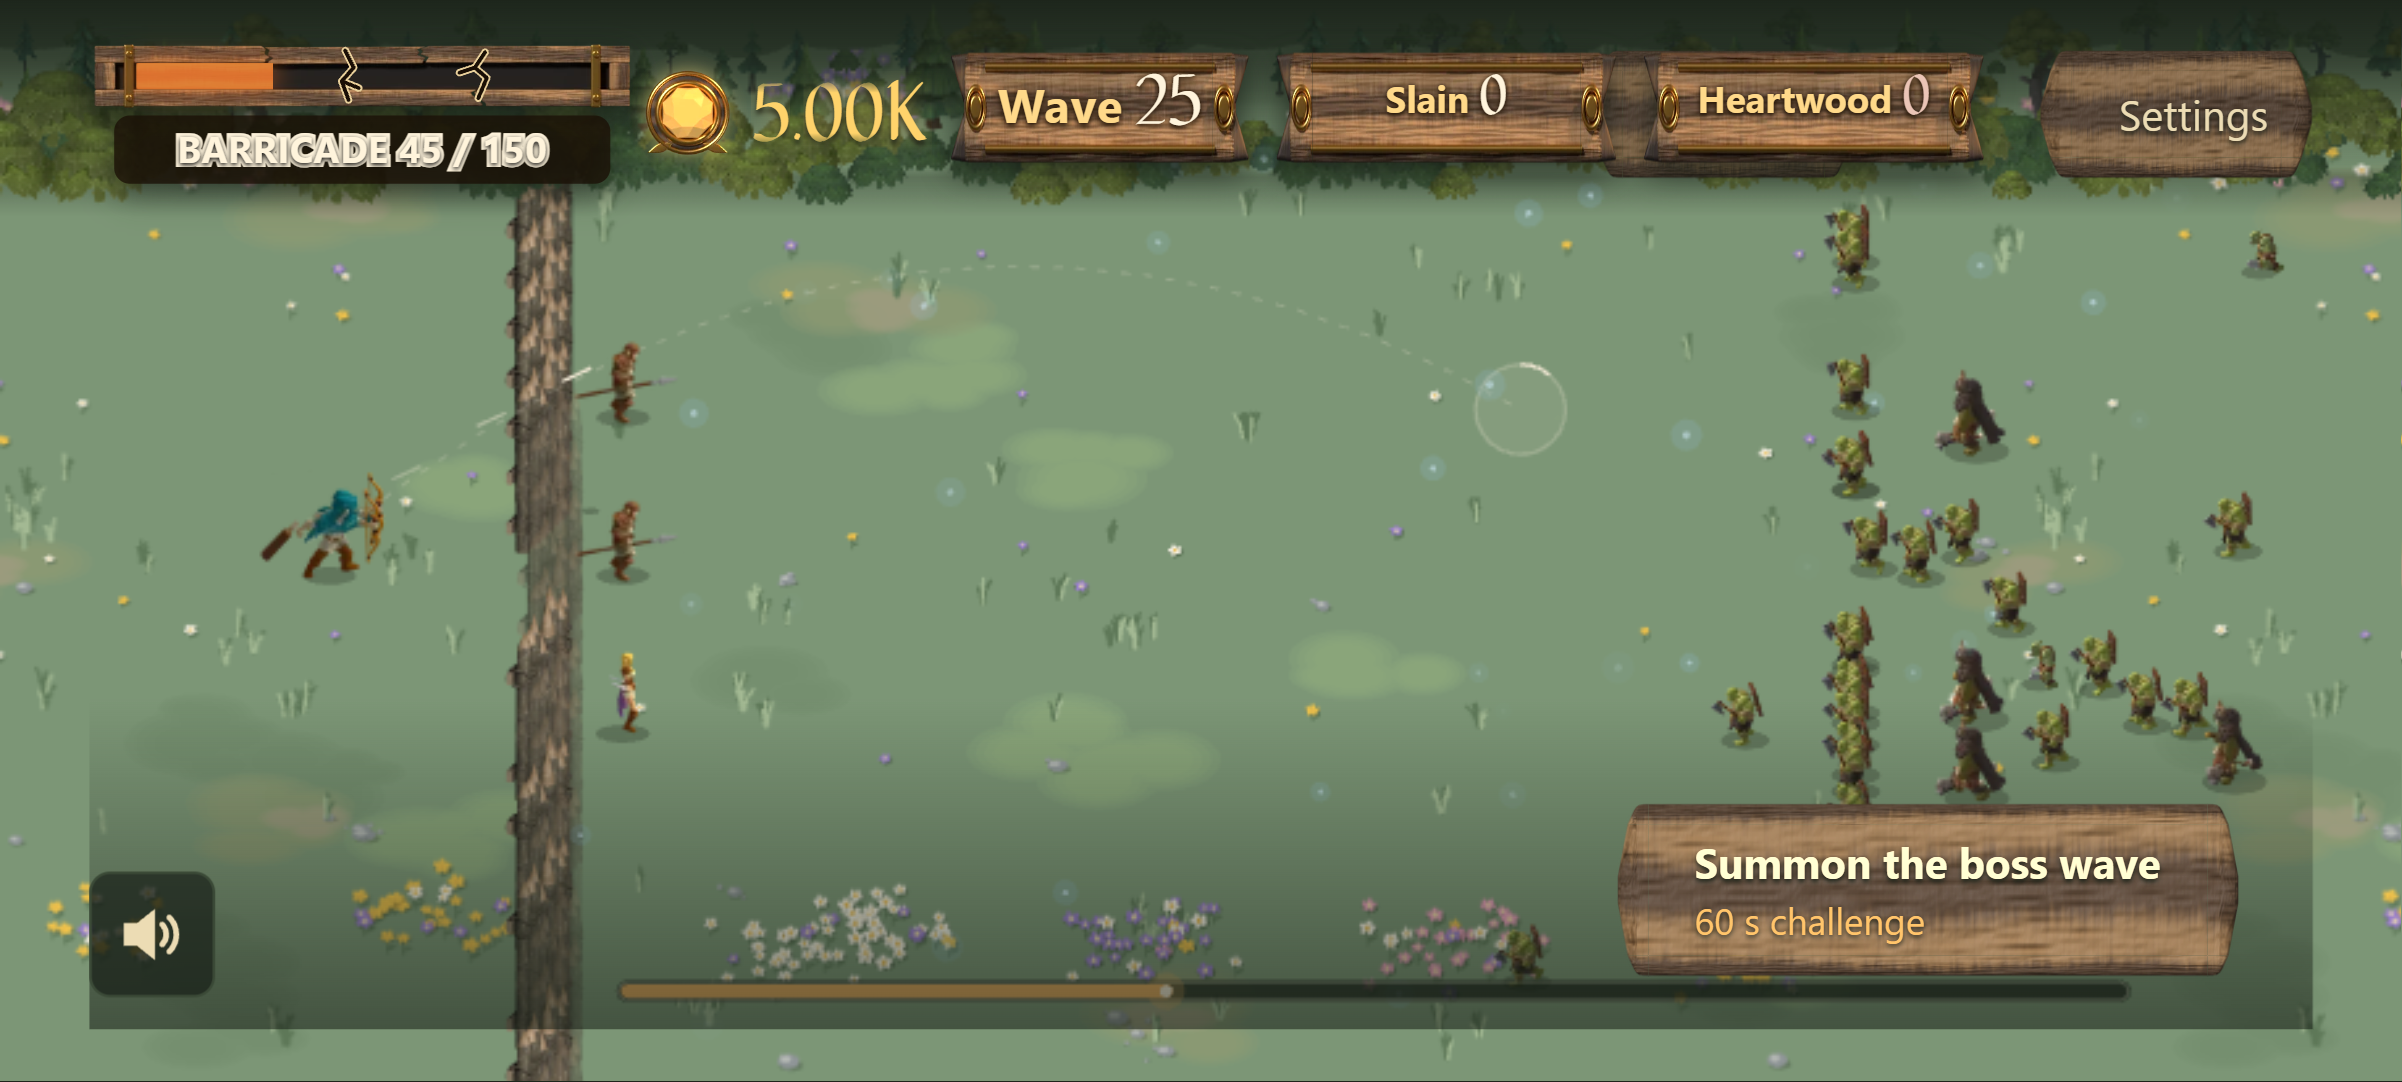 BARRICADE 45 / 150
5.00K
Wave 25
Slain 0
Heartwood 0
Settings
Summon the boss wave
60 s challenge